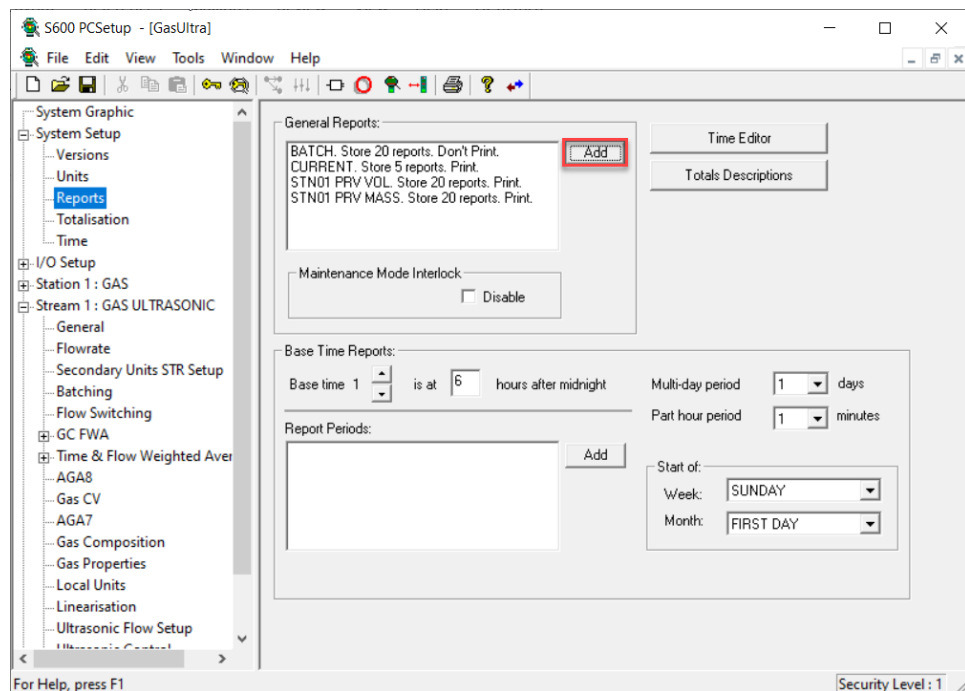 S600 PCSetup - [GasUltra]
File Edit View Tools Window Help
System Graphic
System Setup
Versions
Units
Reports
Totalisation
Time
I/O Setup
Station 1 : GAS
Stream 1 : GAS ULTRASONIC
General
Flowrate
Secondary Units STR Setup
Batching
Flow Switching
GC FWA
Time & Flow Weighted Aver
AGA8
Gas CV
AGA7
Gas Composition
Gas Properties
Local Units
Linearisation
Ultrasonic Flow Setup
Ultrasonic Control
General Reports:
BATCH. Store 20 reports. Don't Print.
CURRENT. Store 5 reports. Print.
STN01 PRV VOL. Store 20 reports. Print.
STN01 PRV MASS. Store 20 reports. Print.
Add
Time Editor
Totals Descriptions
Maintenance Mode Interlock
Disable
Base Time Reports:
Base time 1 is at 6 hours after midnight
Multi-day period 1 days
Part hour period 1 minutes
Report Periods:
Add
Start of:
Week: SUNDAY
Month: FIRST DAY
For Help, press F1
Security Level : 1